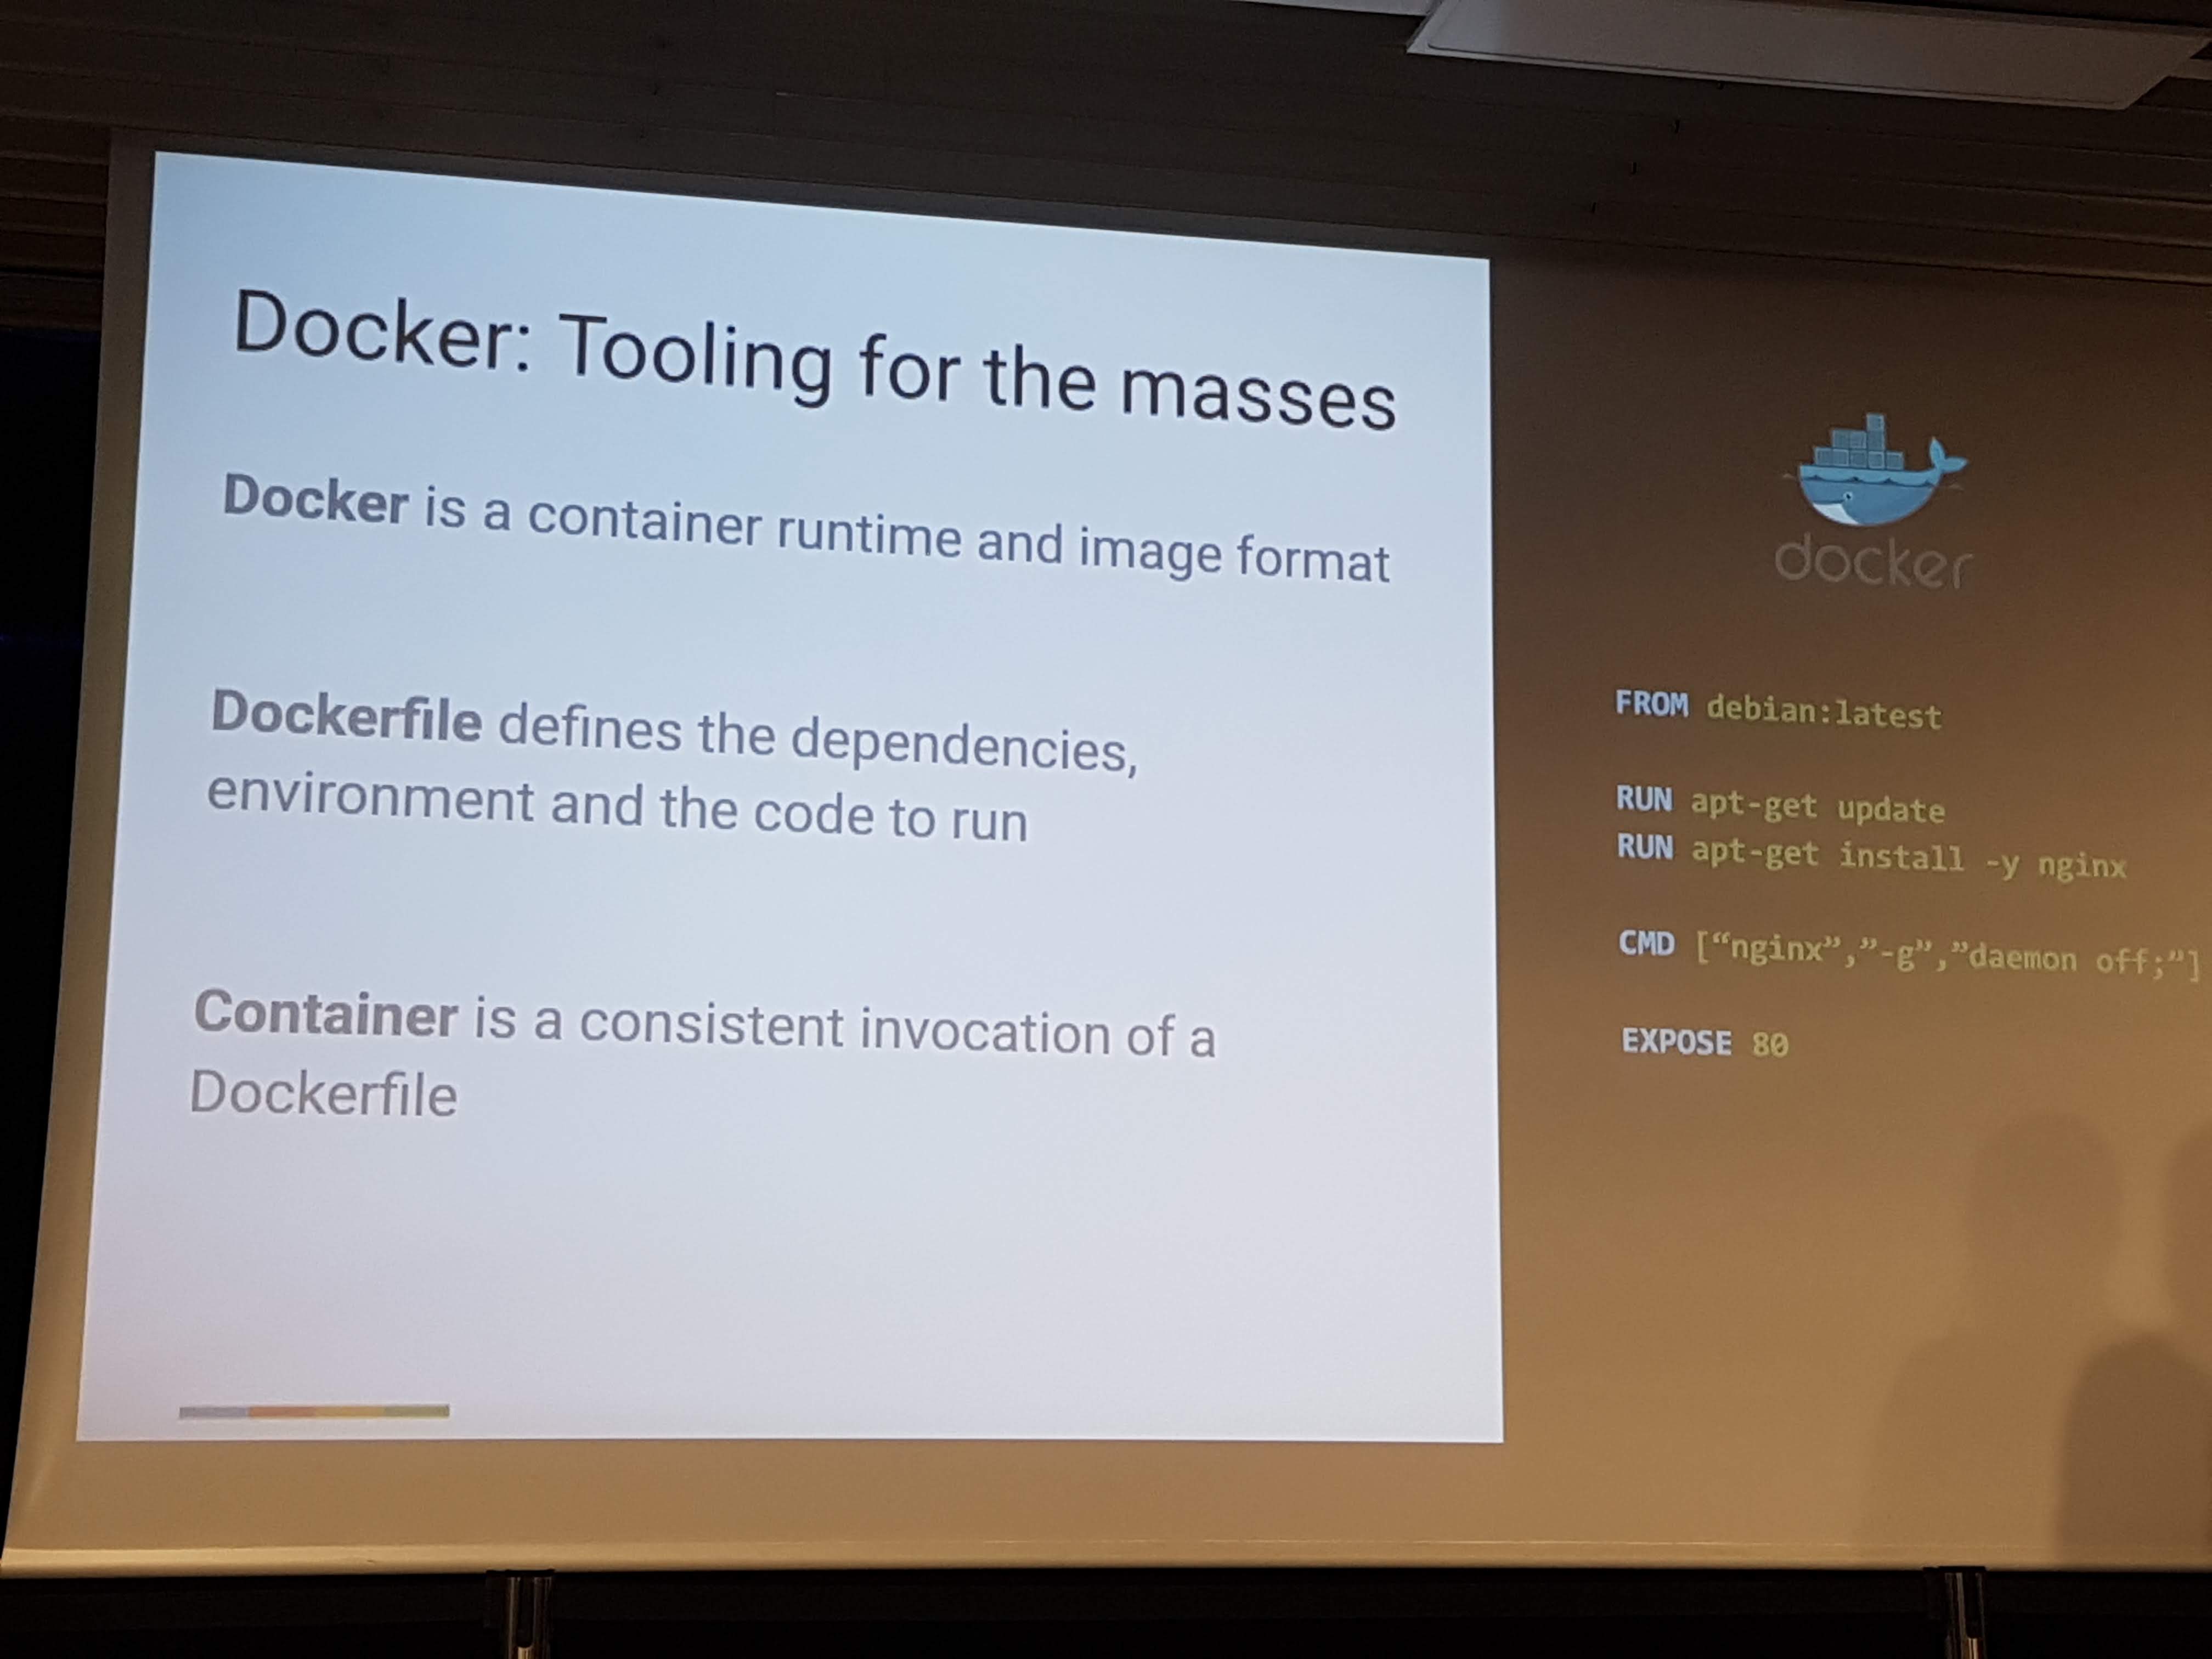 Docker: Tooling for the masses
Docker is a container runtime and image format
Dockerfile defines the dependencies,
environment and the code to run
Container is a consistent invocation of a
Dockerfile
docker
FROM debian:latest
RUN apt-get update
RUN apt-get install -y nginx
CMD [“nginx”,”-g”,”daemon off;”]
EXPOSE 80